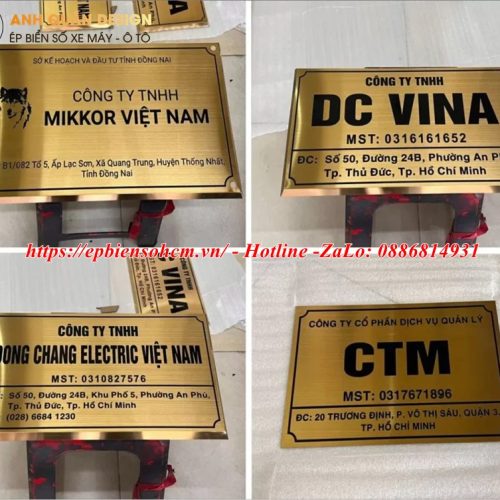 ANH QUÂN DESIGN
ÉP BIỂN SỐ XE MÁY - Ô TÔ
SỞ KẾ HOẠCH VÀ ĐẦU TƯ TỈNH ĐỒNG NAI
CÔNG TY TNHH
MIKKOR VIỆT NAM
B1/082 Tổ 5, Ấp Lạc Sơn, Xã Quang Trung, Huyện Thống Nhất,
Tỉnh Đồng Nai
CÔNG TY TNHH
DC VINA
MST: 0316161652
ĐC: Số 50, Đường 24B, Phường An Ph
Tp. Thủ Đức, Tp. Hồ Chí Minh
https://epbiensohcm.vn/ - Hotline -ZaLo: 0886814931
VINA
CÔNG TY TNHH
DONG CHANG ELECTRIC VIỆT NAM
MST: 0310827576
Số 50, Đường 24B, Khu Phố 5, Phường An Phú,
Tp. Thủ Đức, Tp. Hồ Chí Minh
(028) 6684 1230
CÔNG TY CỔ PHẦN DỊCH VỤ QUẢN LÝ
CTM
MST: 0317671896
ĐC: 20 TRƯƠNG ĐỊNH, P. VÕ THỊ SÁU, QUẬN 3,
TP. HỒ CHÍ MINH